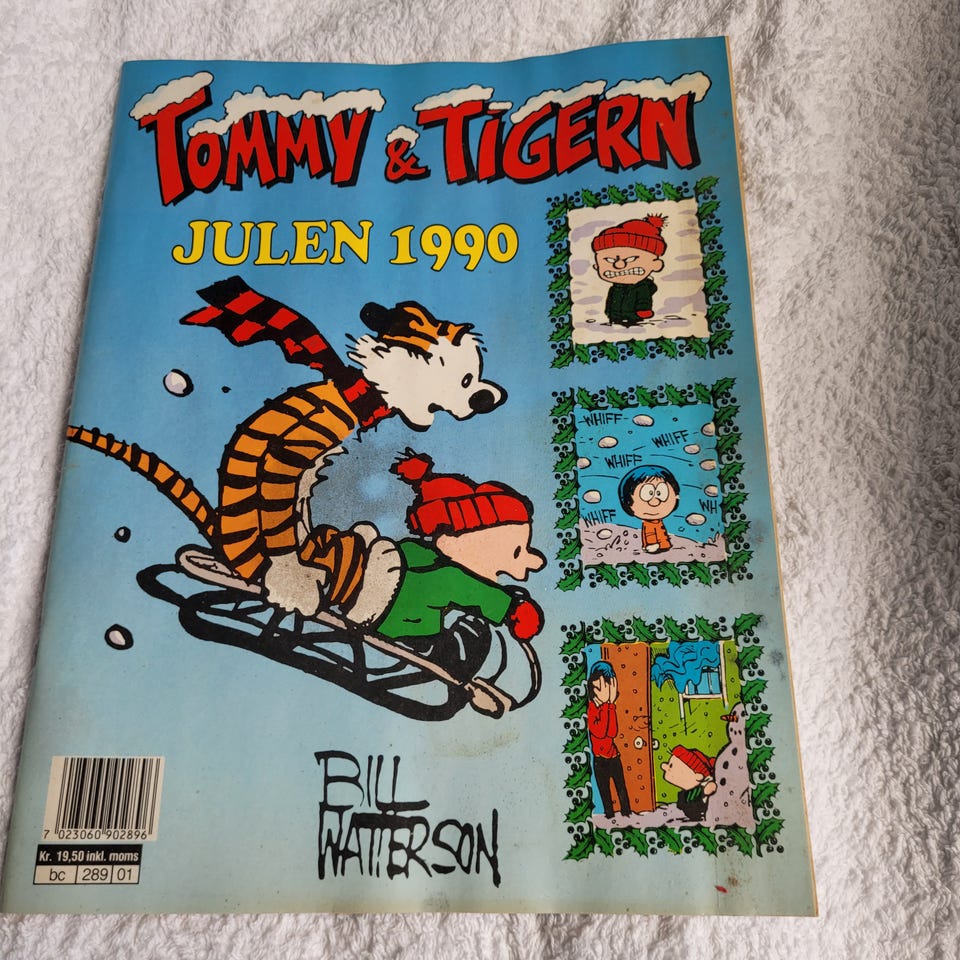 TOMMY & TIGERN
JULEN 1990
WHIFF
WHIFF
WHIFF
WHIFF
WH
BILL
WATTERSON
7 023060 902896
Kr. 19,50 inkl. moms
bc 289 01